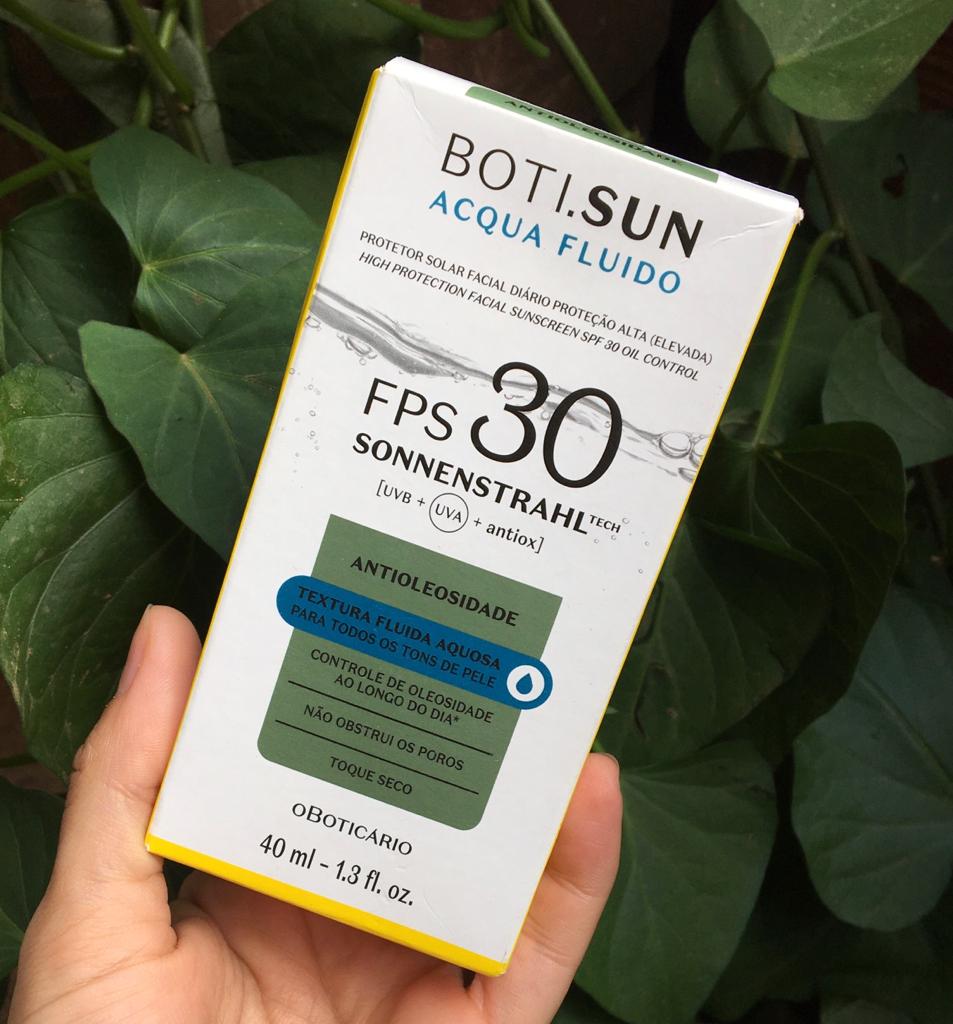 ANTIOLEOSIDADE
BOTI.SUN
ACQUA FLUIDO
PROTETOR SOLAR FACIAL DIÁRIO PROTEÇÃO ALTA (ELEVADA)
HIGH PROTECTION FACIAL SUNSCREEN SPF 30 OIL CONTROL
FPS 30
SONNENSTRAHL TECH
[UVB + UVA + antiox]
ANTIOLEOSIDADE
TEXTURA FLUIDA AQUOSA
PARA TODOS OS TONS DE PELE
CONTROLE DE OLEOSIDADE
AO LONGO DO DIA*
NÃO OBSTRUI OS POROS
TOQUE SECO
oBOTICÁRIO
40 ml - 1.3 fl. oz.